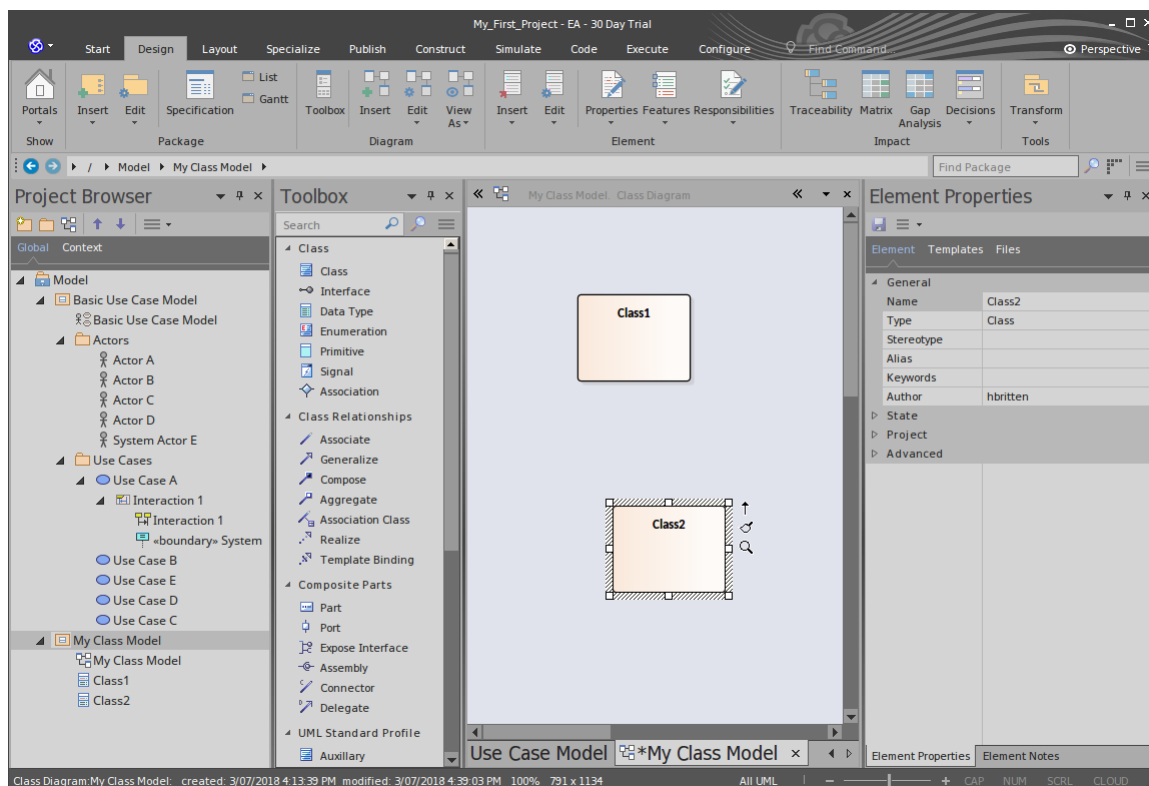 My_First_Project - EA - 30 Day Trial
Start Design Layout Specialize Publish Construct Simulate Code Execute Configure Find Command... Perspective
List
Gantt
Portals Insert Edit Specification Toolbox Insert Edit View As Insert Edit Properties Features Responsibilities Traceability Matrix Gap Analysis Decisions Transform
Show Package Diagram Element Impact Tools
/ Model My Class Model Find Package
Project Browser
Global Context
Model
Basic Use Case Model
Basic Use Case Model
Actors
Actor A
Actor B
Actor C
Actor D
System Actor E
Use Cases
Use Case A
Interaction 1
Interaction 1
«boundary» System
Use Case B
Use Case E
Use Case D
Use Case C
My Class Model
My Class Model
Class1
Class2
Toolbox
Search
Class
Class
Interface
Data Type
Enumeration
Primitive
Signal
Association
Class Relationships
Associate
Generalize
Compose
Aggregate
Association Class
Realize
Template Binding
Composite Parts
Part
Port
Expose Interface
Assembly
Connector
Delegate
UML Standard Profile
Auxillary
My Class Model. Class Diagram
Class1
Class2
Use Case Model *My Class Model
Element Properties
Element Templates Files
General
Name Class2
Type Class
Stereotype
Alias
Keywords
Author hbritten
State
Project
Advanced
Element Properties Element Notes
Class Diagram:My Class Model: created: 3/07/2018 4:13:39 PM modified: 3/07/2018 4:39:03 PM 100% 791 x 1134 All UML CAP NUM SCRL CLOUD